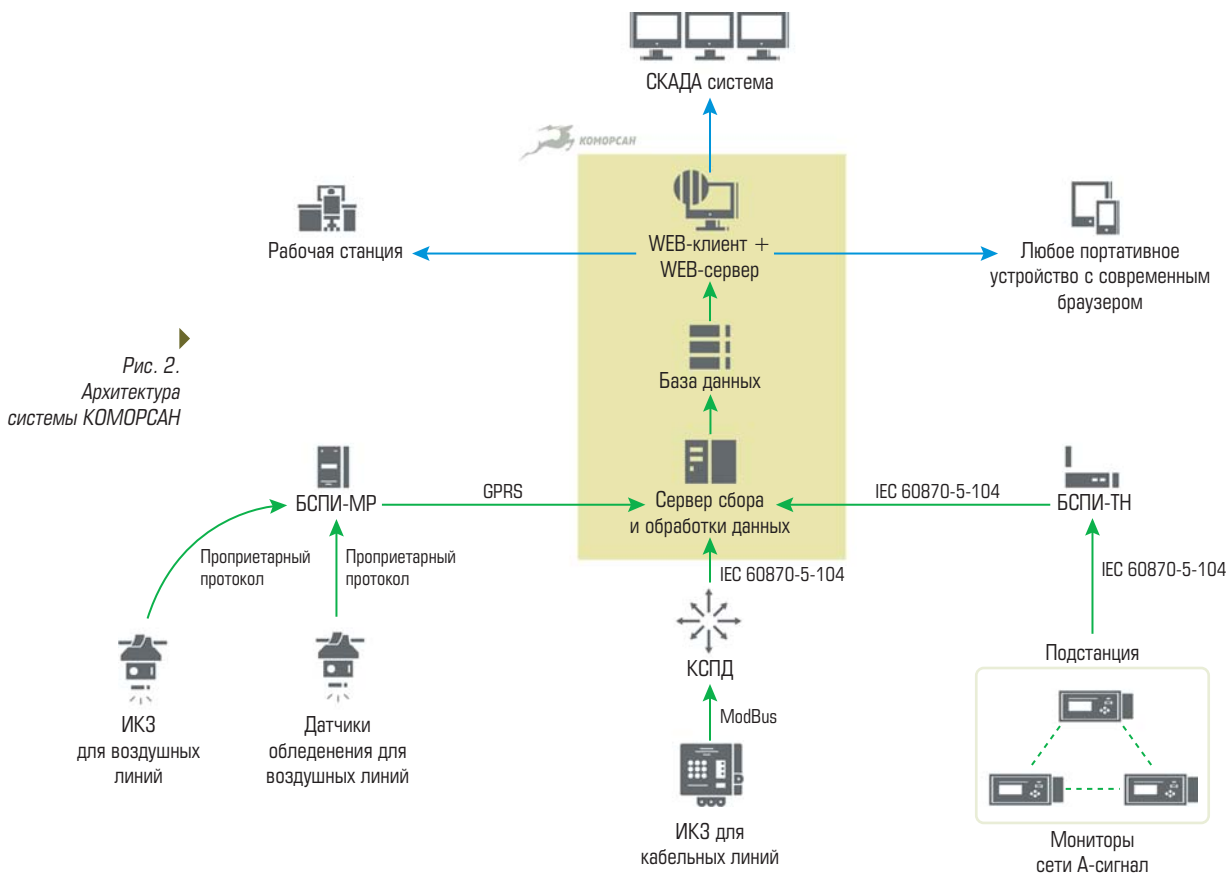 СКАДА система
КОМОРСАН
Рабочая станция
WEB-клиент +
WEB-сервер
Любое портативное
устройство с современным
браузером
База данных
Рис. 2.
Архитектура
системы КОМОРСАН
БСПИ-МР
GPRS
Сервер сбора
и обработки данных
IEC 60870-5-104
БСПИ-ТН
Проприетарный
протокол
Проприетарный
протокол
IEC 60870-5-104
IEC 60870-5-104
КСПД
ModBus
Подстанция
ИКЗ
для воздушных
линий
Датчики
обледенения для
воздушных линий
ИКЗ для
кабельных линий
Мониторы
сети А-сигнал